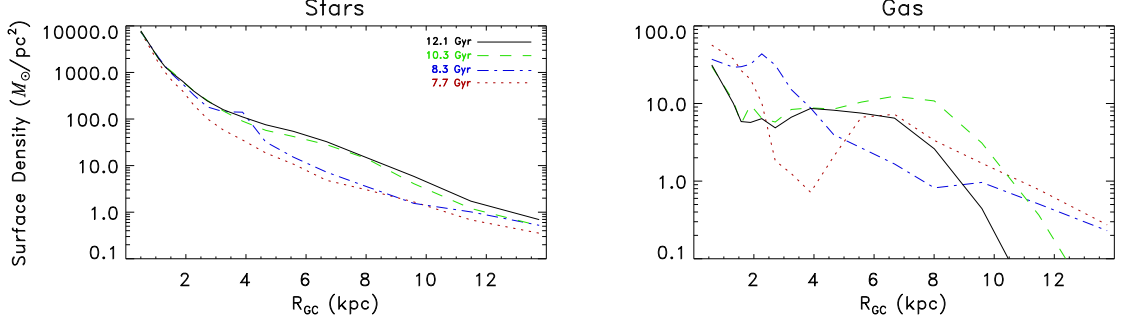 Stars
Surface Density (M⊙/pc²)
10000.0
1000.0
100.0
10.0
1.0
0.1
12.1 Gyr
10.3 Gyr
8.3 Gyr
7.7 Gyr
2 4 6 8 10 12
R_GC (kpc)
Gas
100.0
10.0
1.0
0.1
2 4 6 8 10 12
R_GC (kpc)